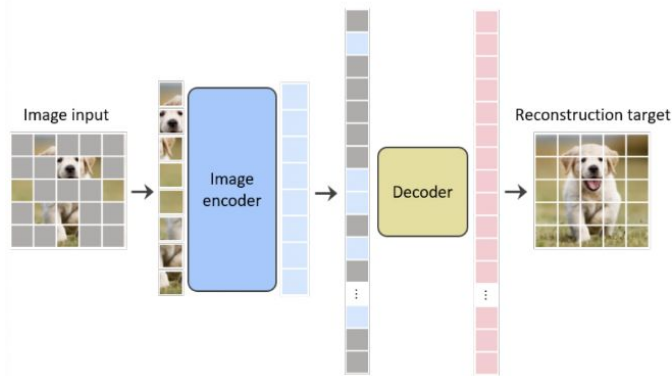 Image input
Image
encoder
Decoder
Reconstruction target